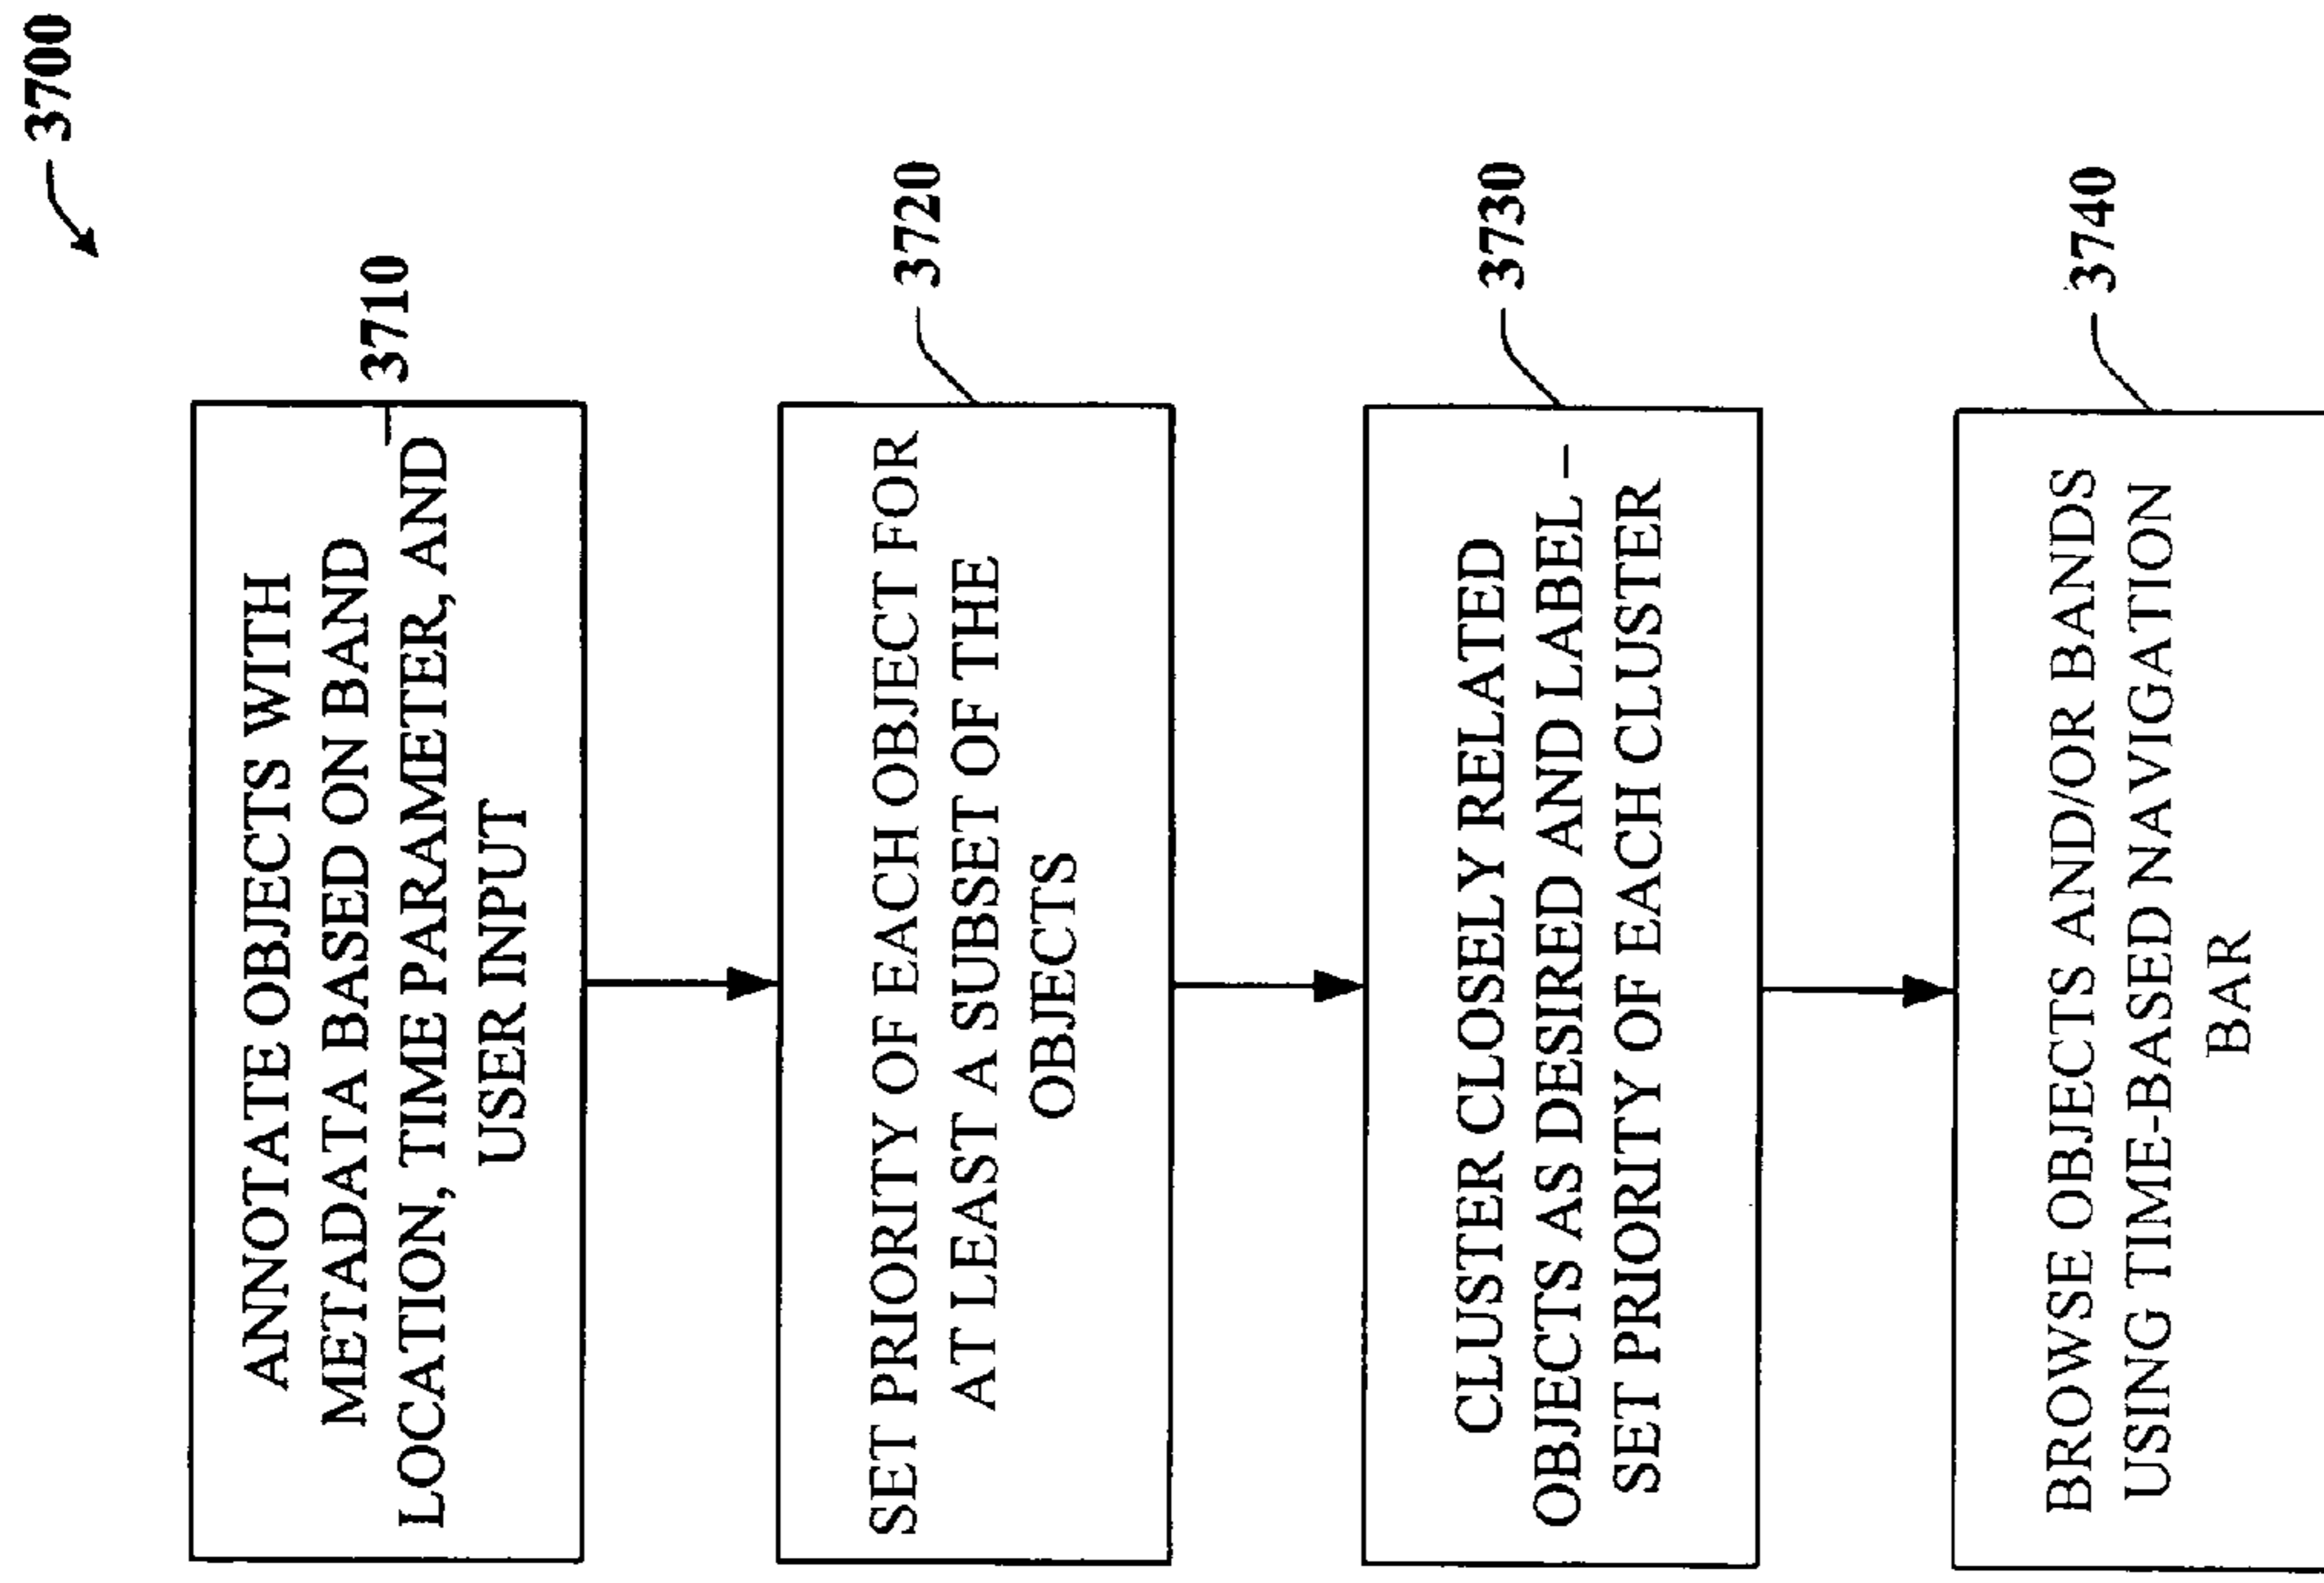 3700
ANNOTATE OBJECTS WITH
METADATA BASED ON BAND
LOCATION, TIME PARAMETER, AND
USER INPUT
3710
SET PRIORITY OF EACH OBJECT FOR
AT LEAST A SUBSET OF THE
OBJECTS
3720
CLUSTER CLOSELY RELATED
OBJECTS AS DESIRED AND LABEL –
SET PRIORITY OF EACH CLUSTER
3730
BROWSE OBJECTS AND/OR BANDS
USING TIME-BASED NAVIGATION
BAR
3740